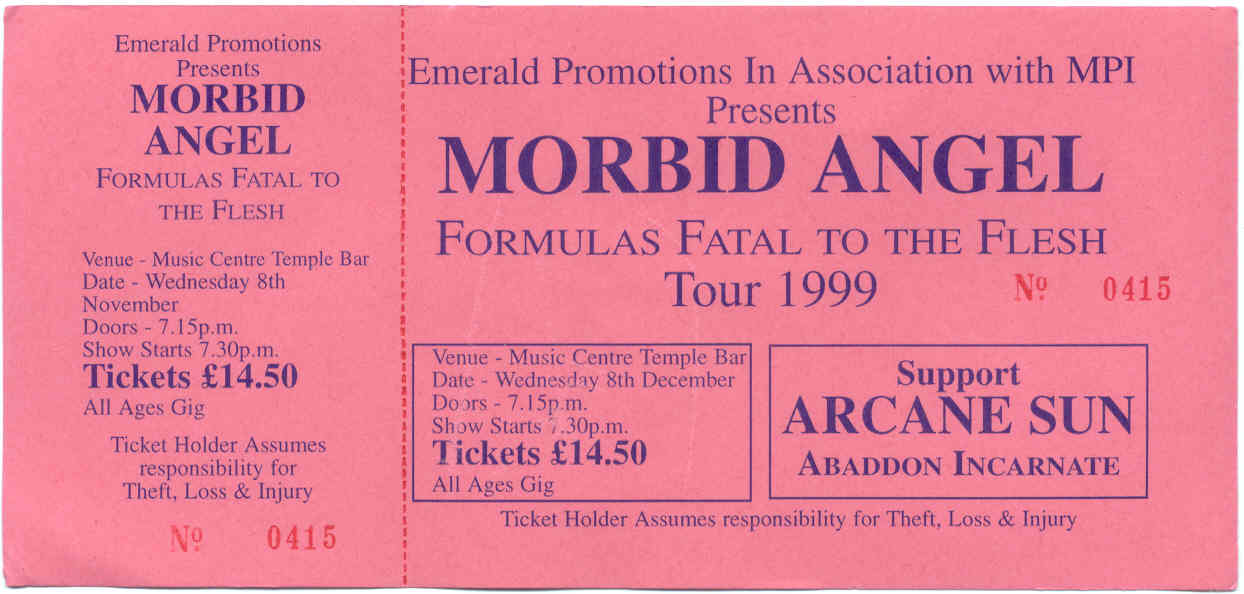 Emerald Promotions
Presents
MORBID
ANGEL
FORMULAS FATAL TO
THE FLESH
Venue - Music Centre Temple Bar
Date - Wednesday 8th
November
Doors - 7.15p.m.
Show Starts 7.30p.m.
Tickets £14.50
All Ages Gig
Ticket Holder Assumes
responsibility for
Theft, Loss & Injury
Nº 0415
Emerald Promotions In Association with MPI
Presents
MORBID ANGEL
FORMULAS FATAL TO THE FLESH
Tour 1999
Nº 0415
Venue - Music Centre Temple Bar
Date - Wednesday 8th December
Doors - 7.15p.m.
Show Starts 7.30p.m.
Tickets £14.50
All Ages Gig
Support
ARCANE SUN
ABADDON INCARNATE
Ticket Holder Assumes responsibility for Theft, Loss & Injury